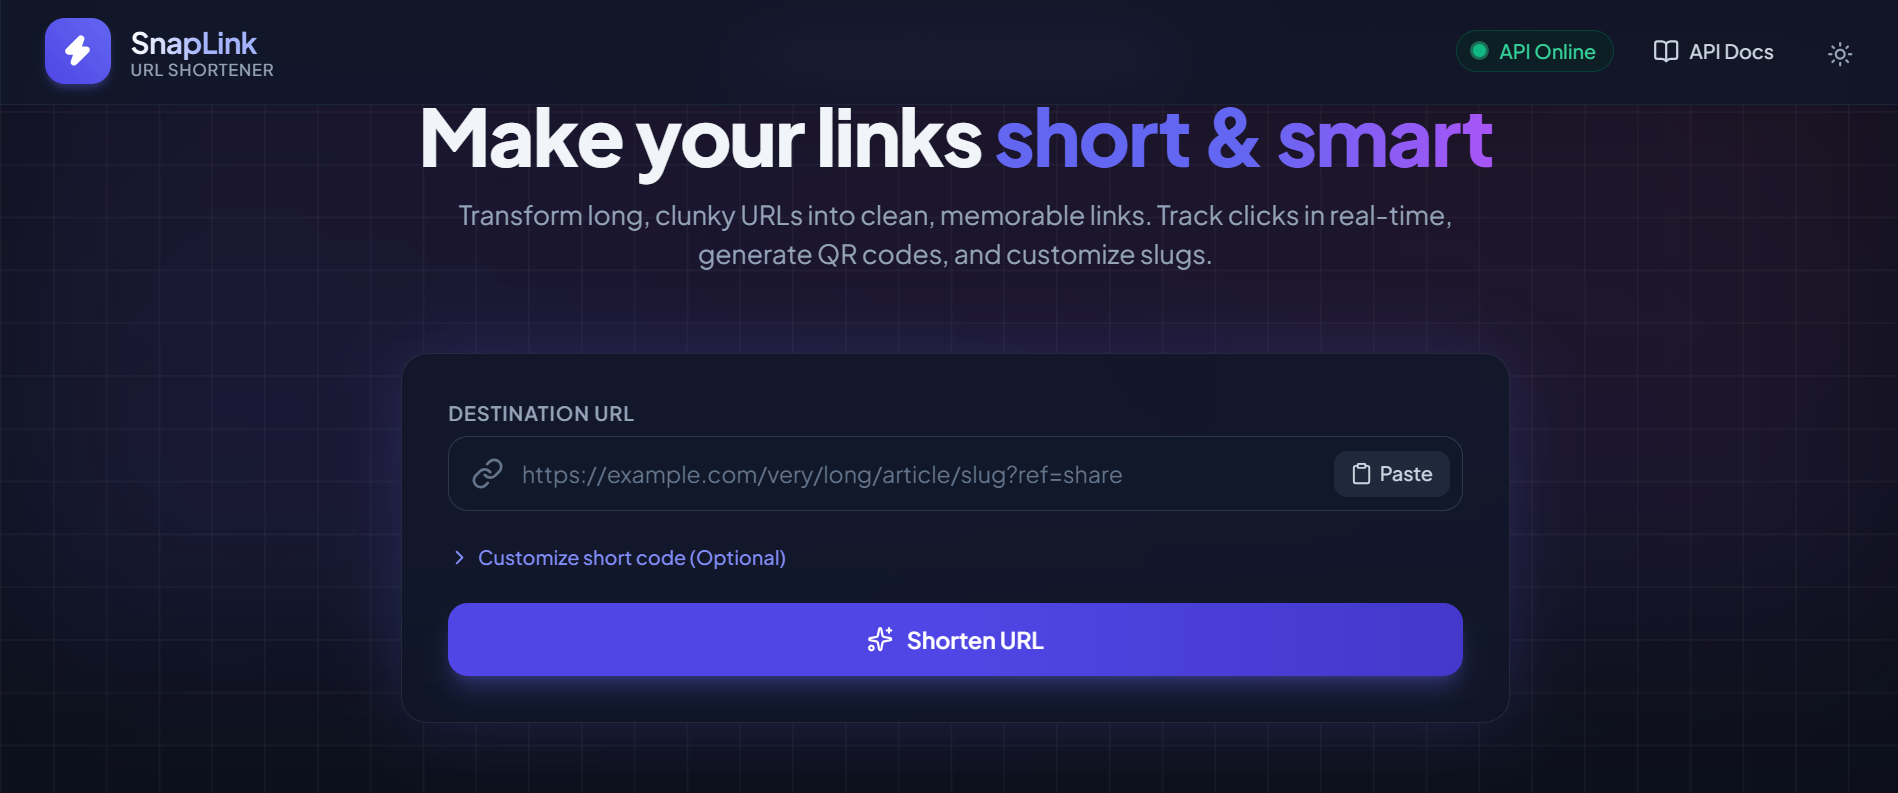 SnapLink
URL SHORTENER
API Online
API Docs
Make your links short & smart
Transform long, clunky URLs into clean, memorable links. Track clicks in real-time,
generate QR codes, and customize slugs.
DESTINATION URL
https://example.com/very/long/article/slug?ref=share
Paste
Customize short code (Optional)
Shorten URL